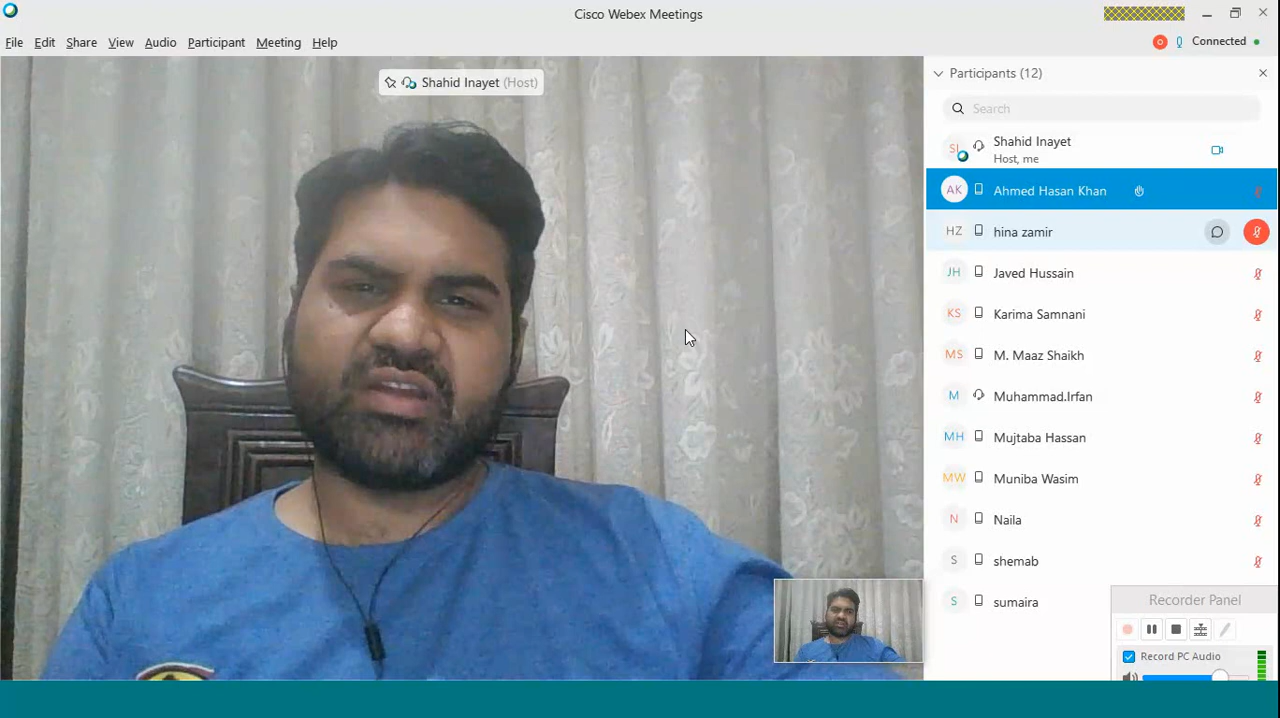 Cisco Webex Meetings
File Edit Share View Audio Participant Meeting Help
Connected
Shahid Inayet (Host)
Participants (12)
Search
SI Shahid Inayet
Host, me
AK Ahmed Hasan Khan
HZ hina zamir
JH Javed Hussain
KS Karima Samnani
MS M. Maaz Shaikh
M Muhammad.Irfan
MH Mujtaba Hassan
MW Muniba Wasim
N Naila
S shemab
S sumaira
Recorder Panel
Record PC Audio